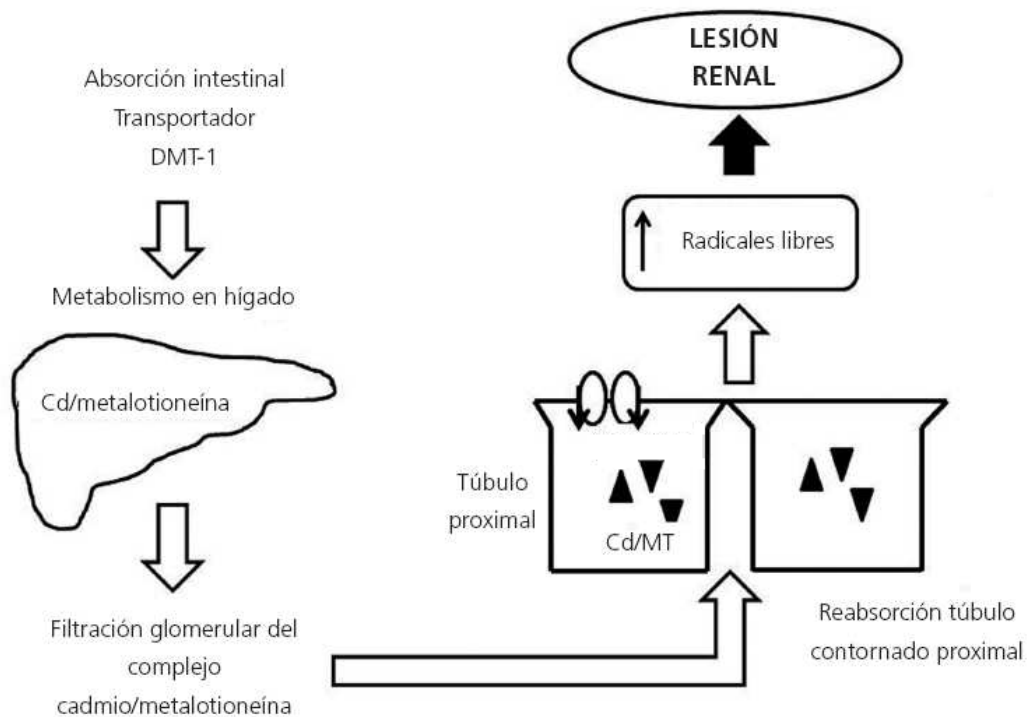 Absorción intestinal
Transportador
DMT-1
Metabolismo en hígado
Cd/metalotioneína
Filtración glomerular del
complejo
cadmio/metalotioneína
Túbulo
proximal
Cd/MT
Reabsorción túbulo
contornado proximal
Radicales libres
LESIÓN
RENAL